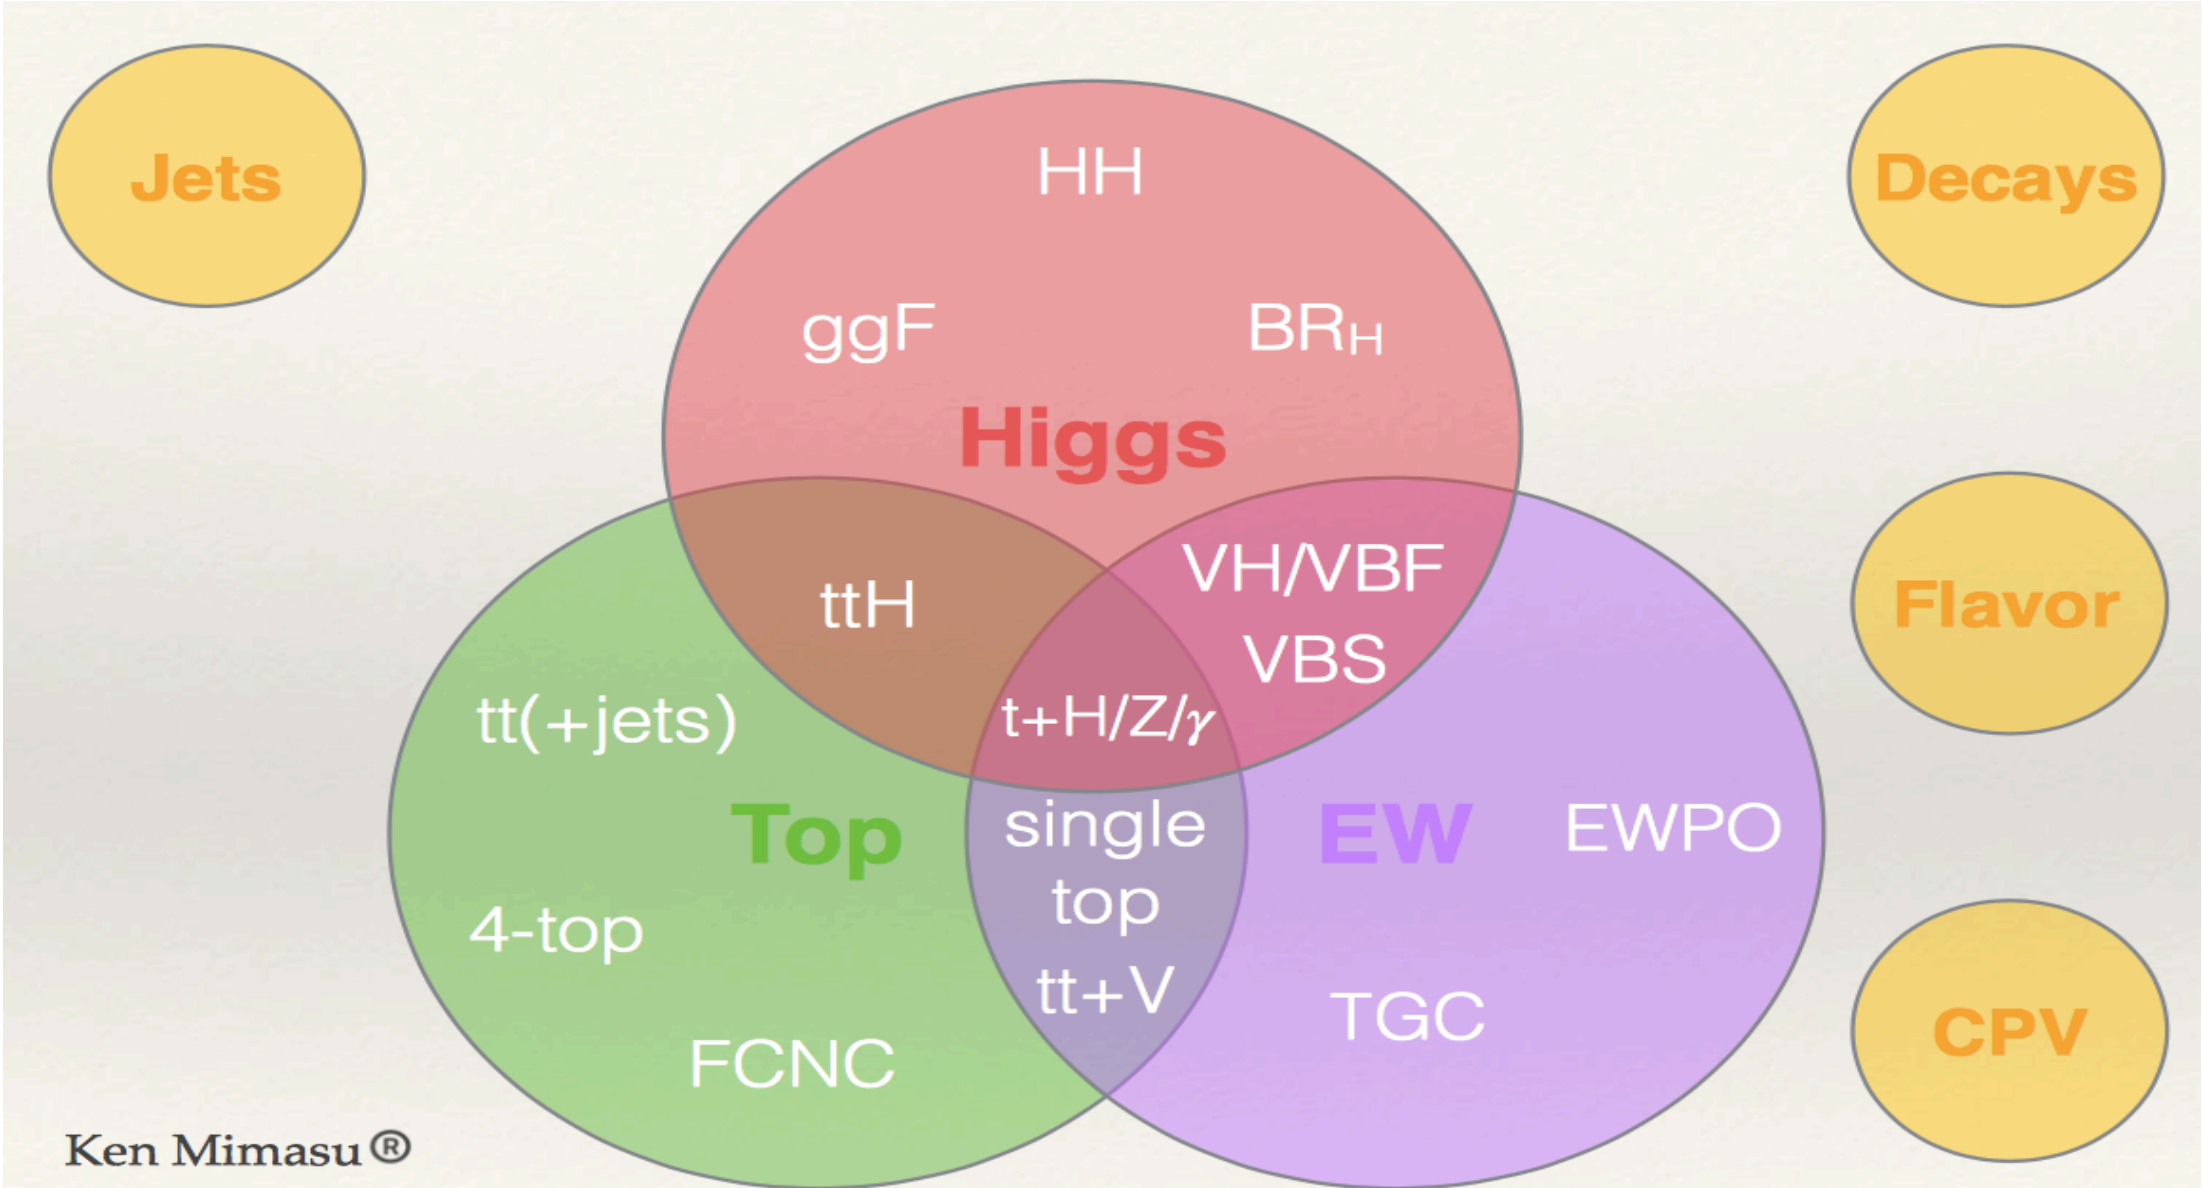 Jets
Decays
HH
ggF
BRH
Higgs
Flavor
VH/VBF
VBS
ttH
t+H/Z/γ
tt(+jets)
Top
single
top
tt+V
EW
EWPO
4-top
TGC
FCNC
CPV
Ken Mimasu®